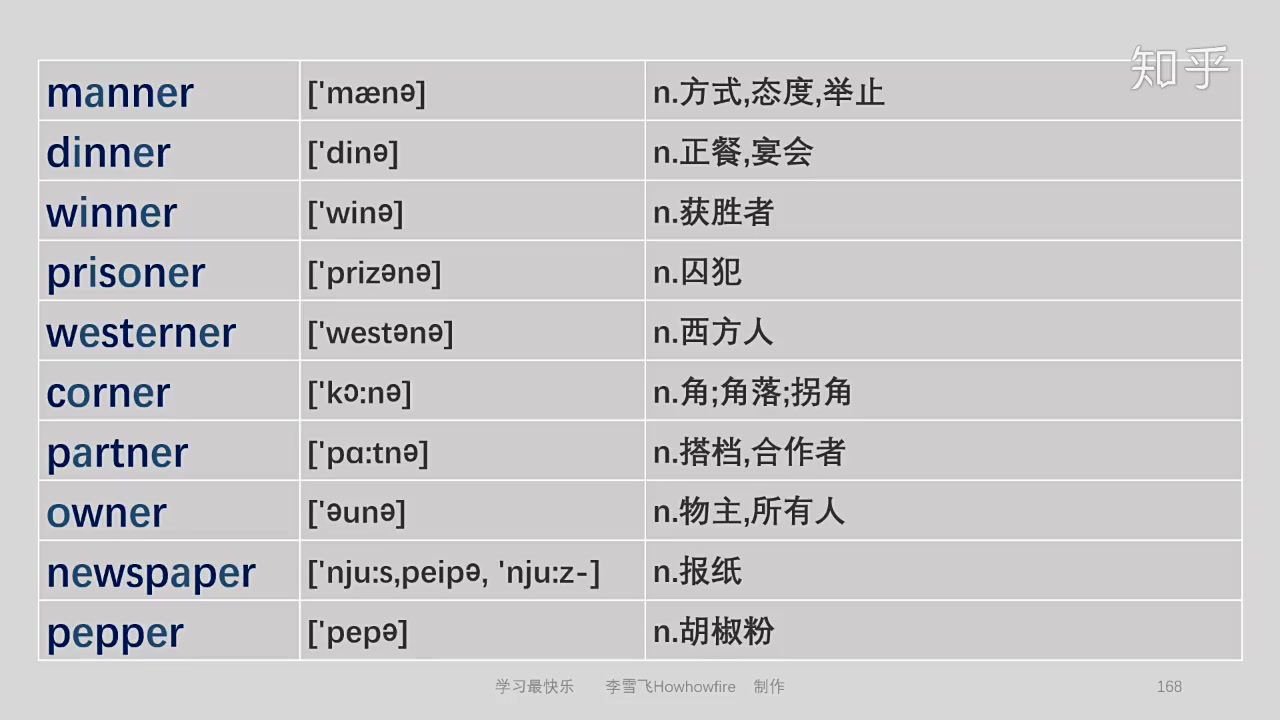 知乎
manner ['mænə] n.方式,态度,举止
dinner ['dinə] n.正餐,宴会
winner ['winə] n.获胜者
prisoner ['prizənə] n.囚犯
westerner ['westənə] n.西方人
corner ['kɔ:nə] n.角;角落;拐角
partner ['pɑ:tnə] n.搭档,合作者
owner ['əunə] n.物主,所有人
newspaper ['nju:s,peipə, 'nju:z-] n.报纸
pepper ['pepə] n.胡椒粉
学习最快乐 李雪飞Howhowfire 制作 168